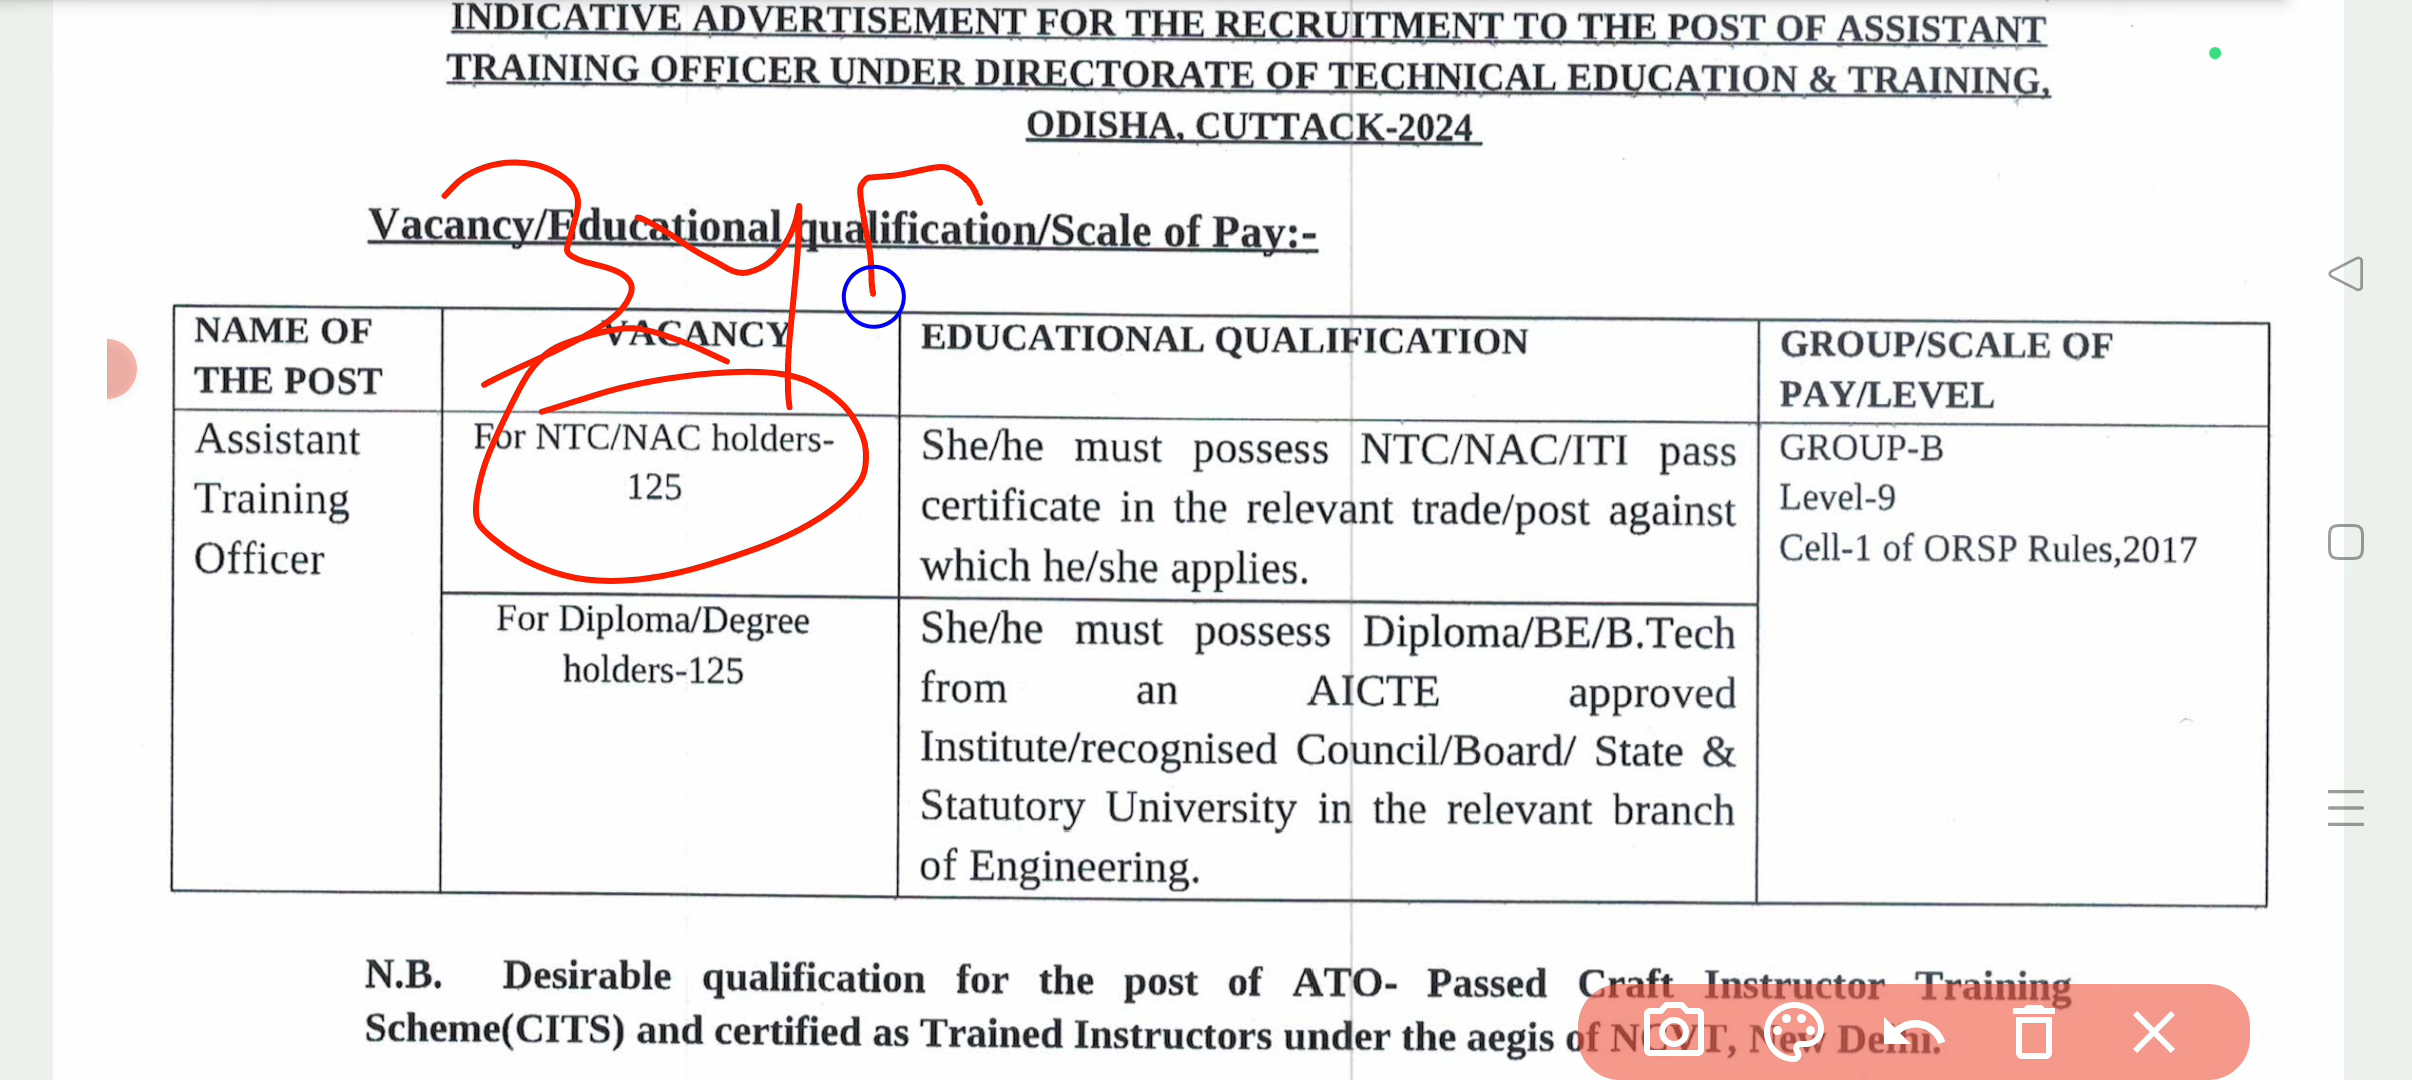 INDICATIVE ADVERTISEMENT FOR THE RECRUITMENT TO THE POST OF ASSISTANT
TRAINING OFFICER UNDER DIRECTORATE OF TECHNICAL EDUCATION & TRAINING,
ODISHA, CUTTACK-2024
Vacancy/Educational qualification/Scale of Pay:-
NAME OF
THE POST
VACANCY
EDUCATIONAL QUALIFICATION
GROUP/SCALE OF
PAY/LEVEL
Assistant
Training
Officer
For NTC/NAC holders-
125
She/he must possess NTC/NAC/ITI pass
certificate in the relevant trade/post against
which he/she applies.
GROUP-B
Level-9
Cell-1 of ORSP Rules,2017
For Diploma/Degree
holders-125
She/he must possess Diploma/BE/B.Tech
from an AICTE approved
Institute/recognised Council/Board/ State &
Statutory University in the relevant branch
of Engineering.
N.B. Desirable qualification for the post of ATO- Passed Craft Instructor Training
Scheme(CITS) and certified as Trained Instructors under the aegis of NCVT, New Delhi.